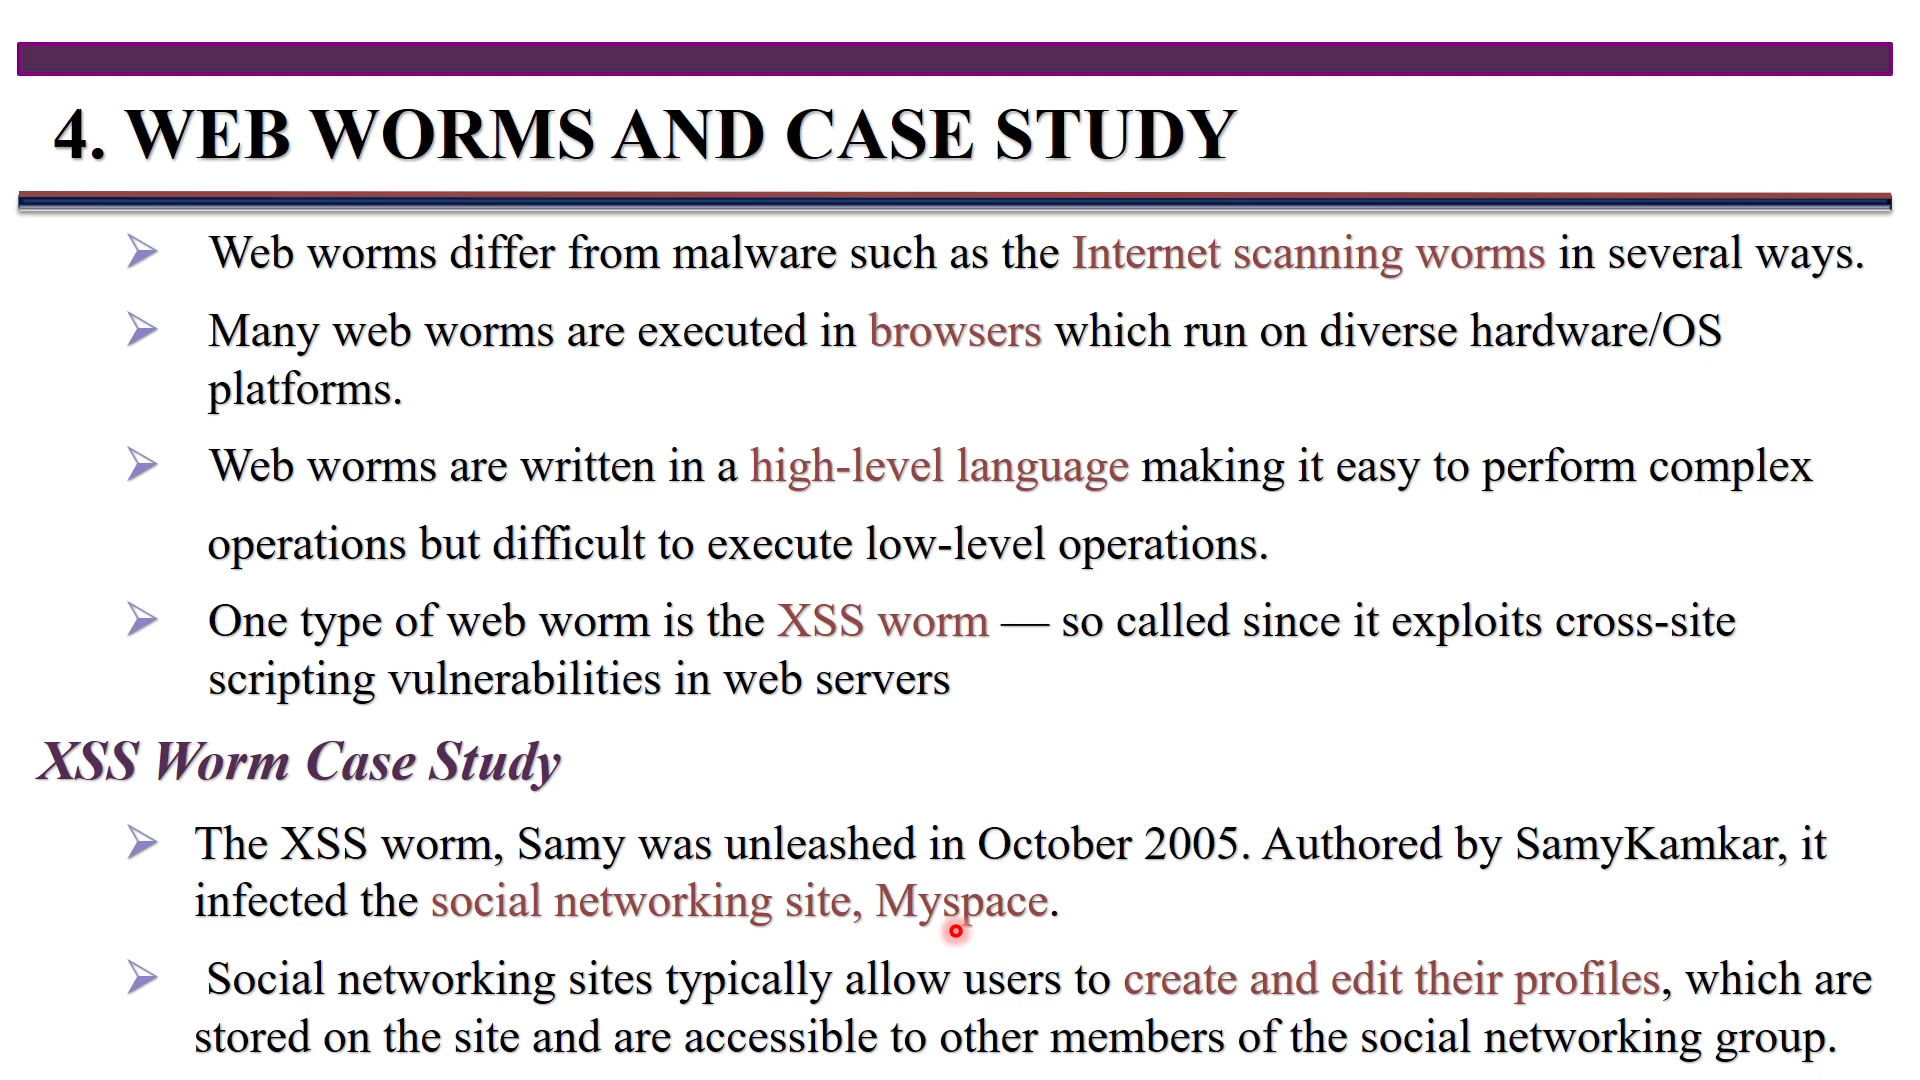 4. WEB WORMS AND CASE STUDY
Web worms differ from malware such as the Internet scanning worms in several ways.
Many web worms are executed in browsers which run on diverse hardware/OS
platforms.
Web worms are written in a high-level language making it easy to perform complex
operations but difficult to execute low-level operations.
One type of web worm is the XSS worm — so called since it exploits cross-site
scripting vulnerabilities in web servers
XSS Worm Case Study
The XSS worm, Samy was unleashed in October 2005. Authored by SamyKamkar, it
infected the social networking site, Myspace.
Social networking sites typically allow users to create and edit their profiles, which are
stored on the site and are accessible to other members of the social networking group.